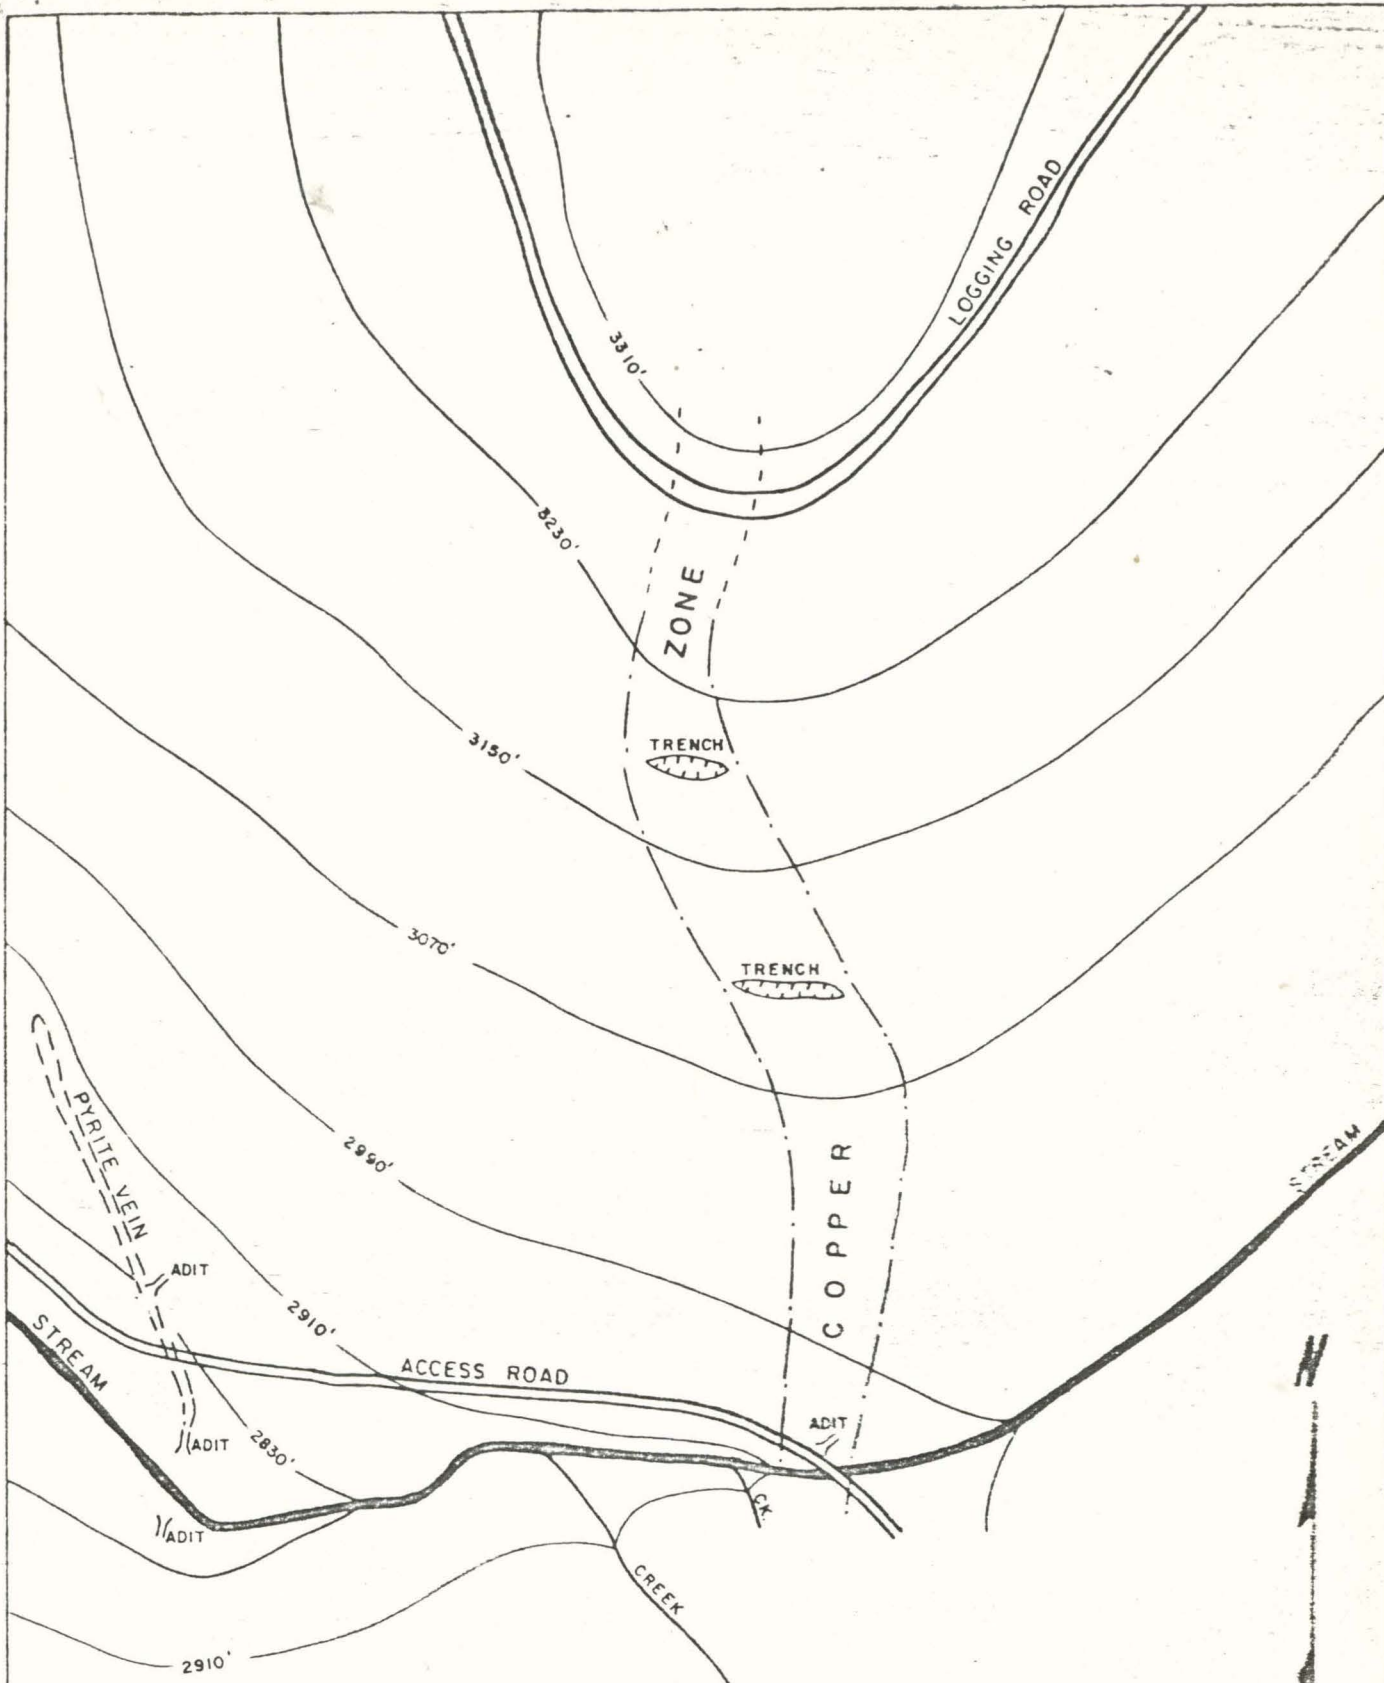 LOGGING ROAD
3310'
3230'
ZONE
TRENCH
3150'
3070'
TRENCH
PYRITE VEIN
2990'
COPPER
STREAM
ADIT
2910'
STREAM
ACCESS ROAD
ADIT
ADIT
2830'
ADIT
CK.
CREEK
2910'
N